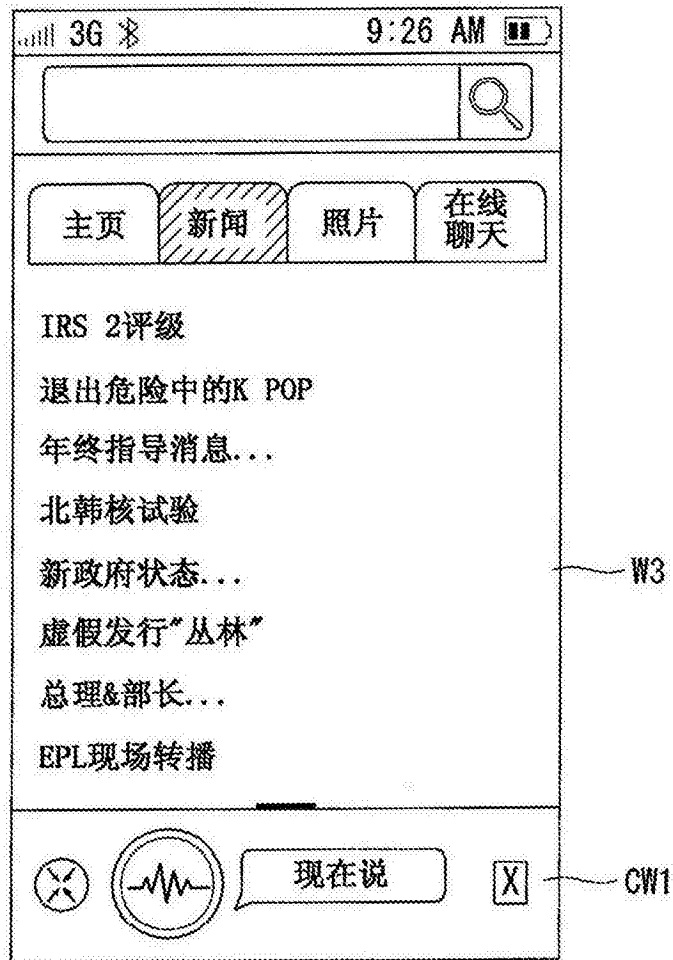 3G 9:26 AM
主页 新闻 照片 在线
聊天
IRS 2评级
退出危险中的K POP
年终指导消息...
北韩核试验
新政府状态...
W3
虚假发行"丛林"
总理&部长...
EPL现场转播
现在说 X CW1